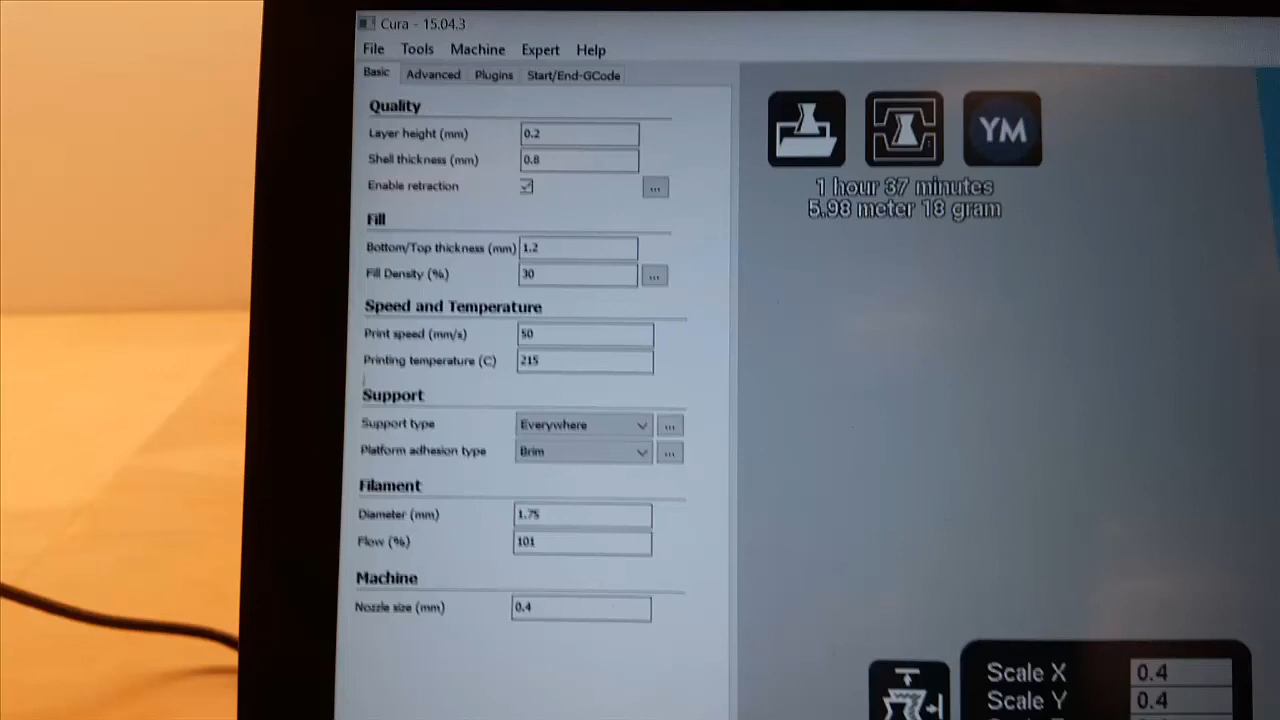 Cura - 15.04.3
File Tools Machine Expert Help
Basic Advanced Plugins Start/End-GCode
Quality
Layer height (mm) 0.2
Shell thickness (mm) 0.8
Enable retraction ...
Fill
Bottom/Top thickness (mm) 1.2
Fill Density (%) 30 ...
Speed and Temperature
Print speed (mm/s) 50
Printing temperature (C) 215
Support
Support type Everywhere ...
Platform adhesion type Brim ...
Filament
Diameter (mm) 1.75
Flow (%) 101
Machine
Nozzle size (mm) 0.4
YM
1 hour 37 minutes
5.98 meter 18 gram
Scale X 0.4
Scale Y 0.4